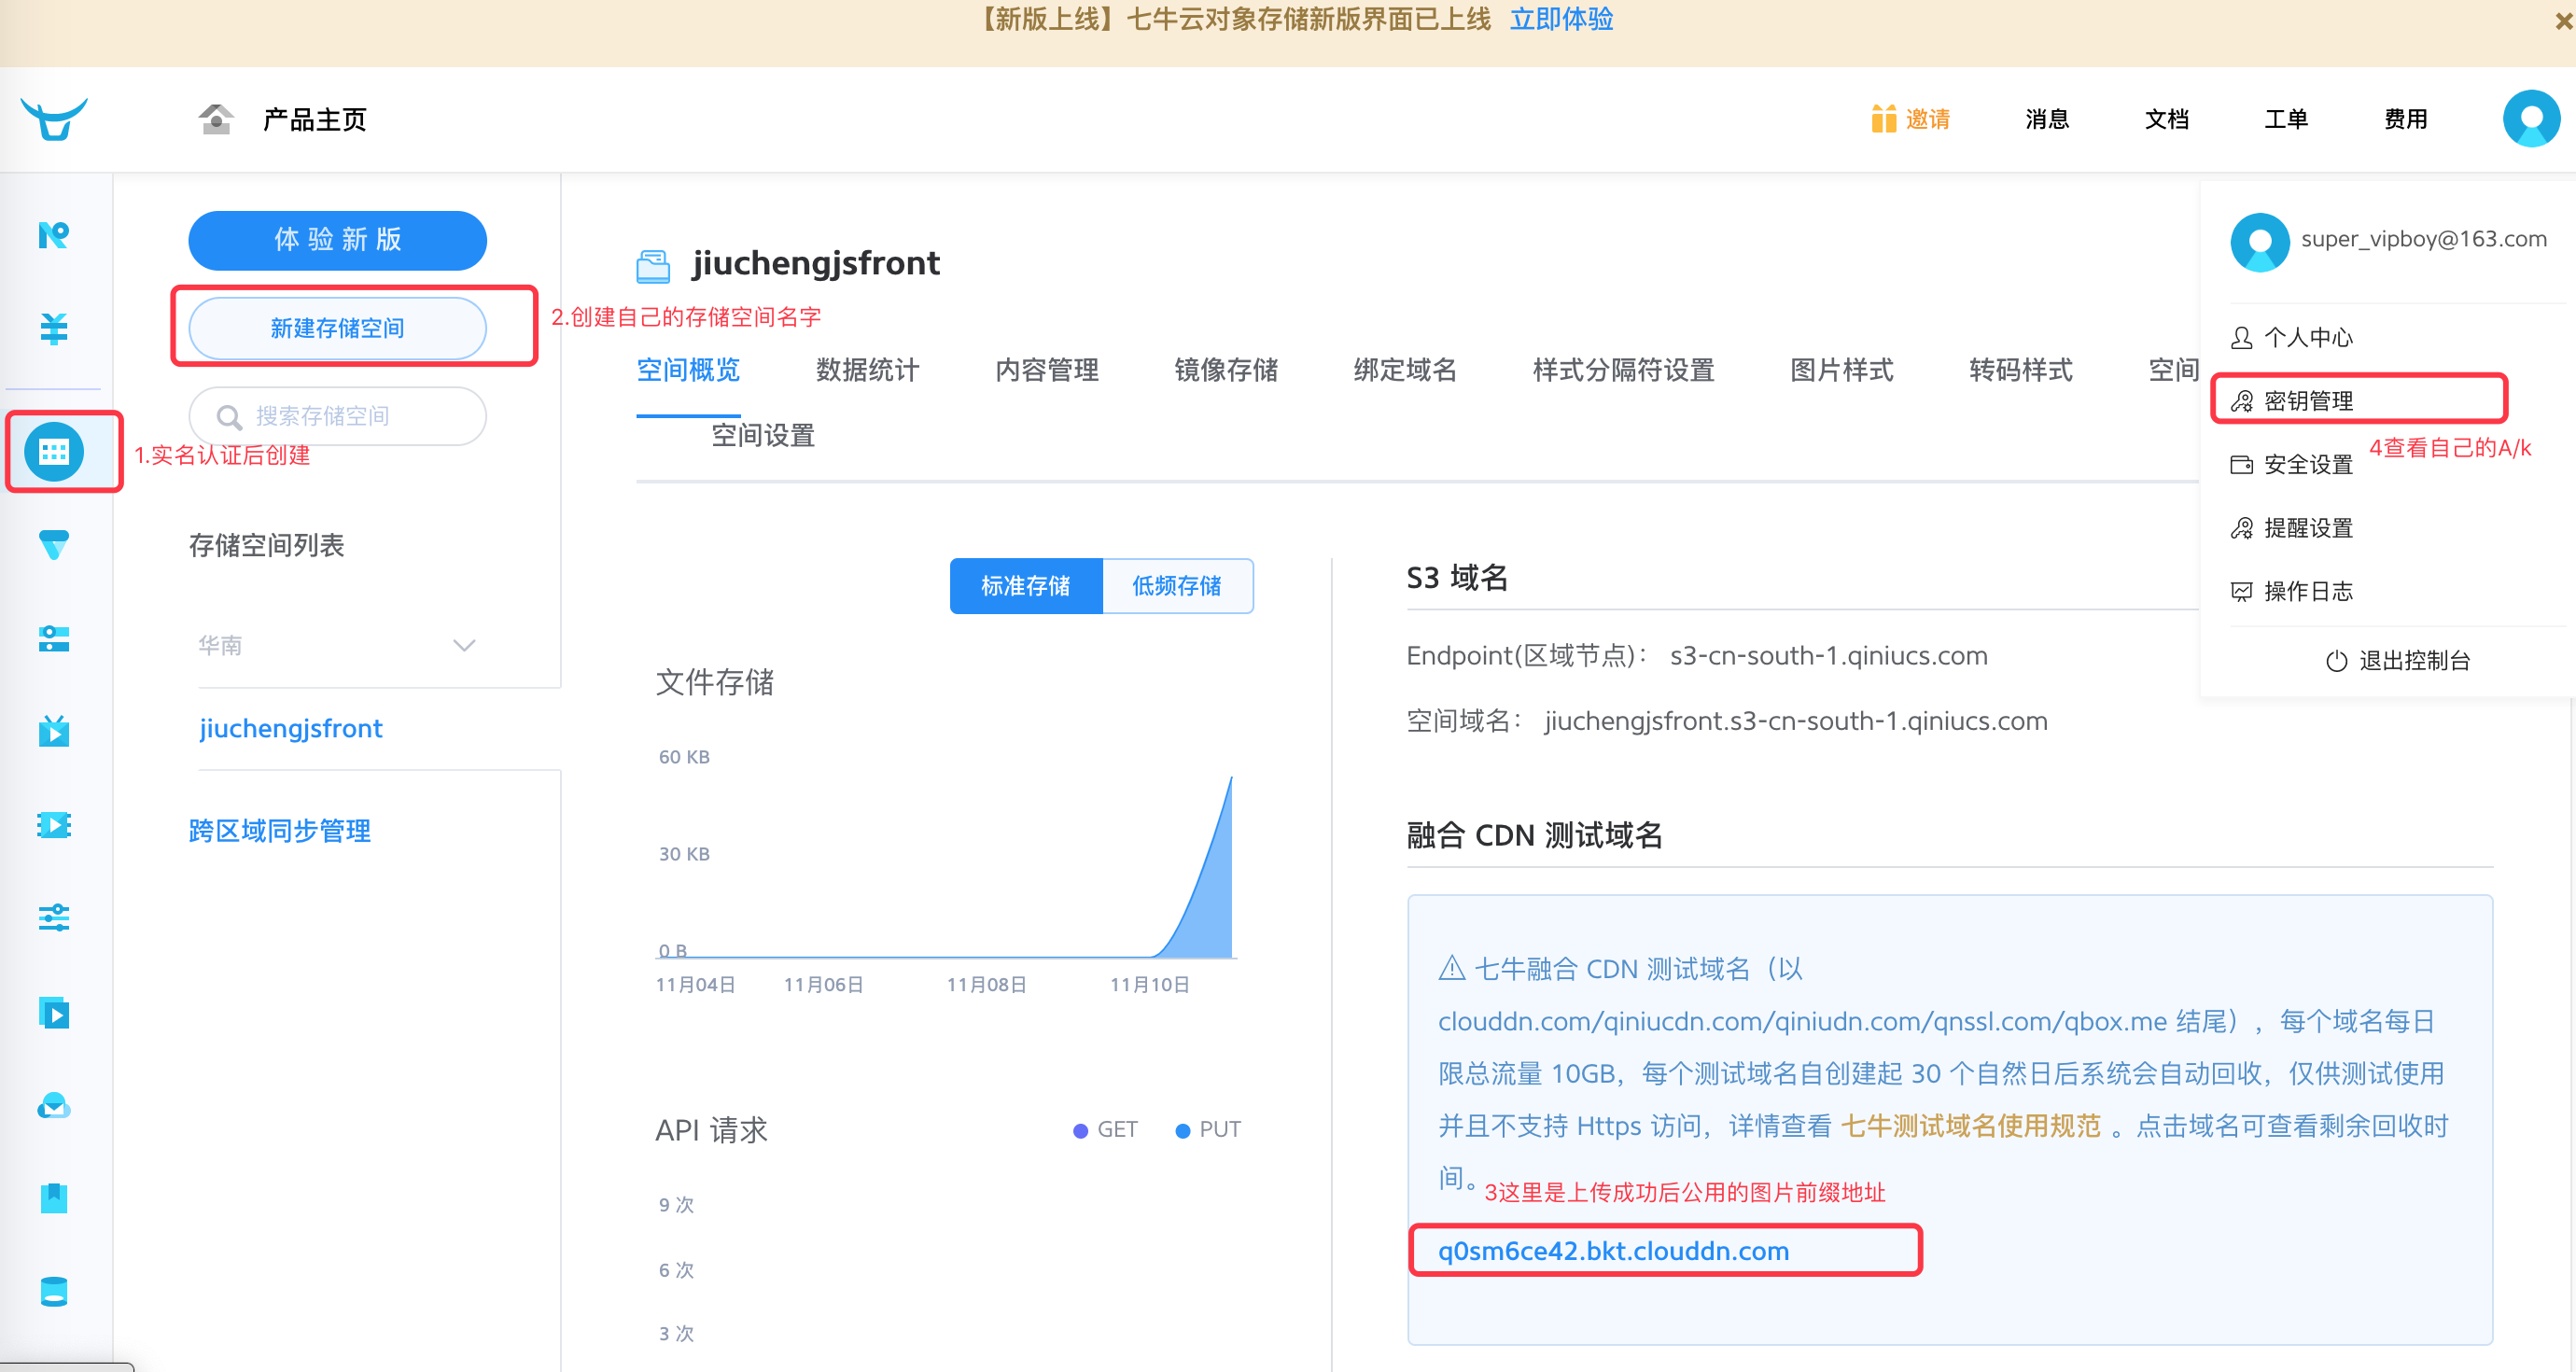 【新版上线】七牛云对象存储新版界面已上线 立即体验
产品主页
邀请
消息
文档
工单
费用
体验新版
新建存储空间
2.创建自己的存储空间名字
搜索存储空间
1.实名认证后创建
存储空间列表
华南
jiuchengjsfront
跨区域同步管理
jiuchengjsfront
空间概览
数据统计
内容管理
镜像存储
绑定域名
样式分隔符设置
图片样式
转码样式
空间
空间设置
标准存储
低频存储
文件存储
60 KB
30 KB
0 B
11月04日
11月06日
11月08日
11月10日
API 请求
GET
PUT
9 次
6 次
3 次
S3 域名
Endpoint(区域节点)： s3-cn-south-1.qiniucs.com
空间域名： jiuchengjsfront.s3-cn-south-1.qiniucs.com
融合 CDN 测试域名
七牛融合 CDN 测试域名（以
clouddn.com/qiniucdn.com/qiniudn.com/qnssl.com/qbox.me 结尾），每个域名每日
限总流量 10GB，每个测试域名自创建起 30 个自然日后系统会自动回收，仅供测试使用
并且不支持 Https 访问，详情查看 七牛测试域名使用规范 。点击域名可查看剩余回收时
间。
3这里是上传成功后公用的图片前缀地址
q0sm6ce42.bkt.clouddn.com
super_vipboy@163.com
个人中心
密钥管理
4查看自己的A/k
安全设置
提醒设置
操作日志
退出控制台